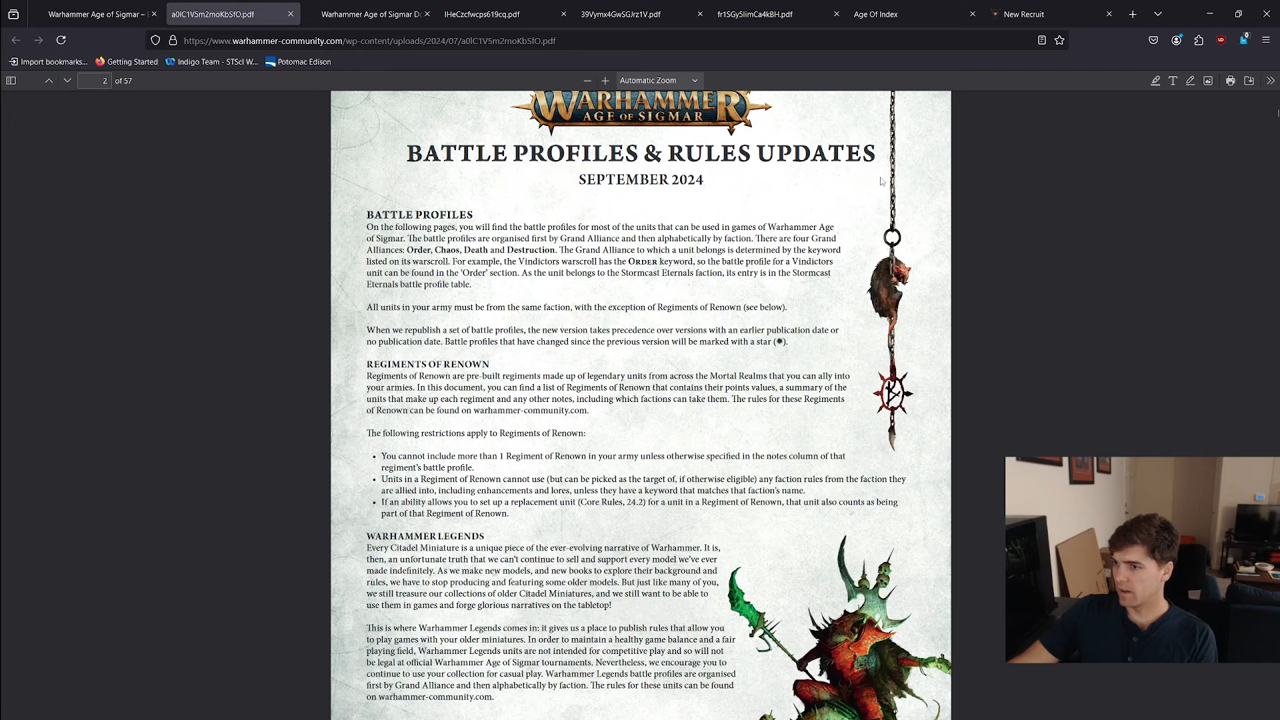 Warhammer Age of Sigmar –
a0lC1V5m2moKbSfO.pdf
Warhammer Age of Sigmar
lHeCzcfwcps619cq.pdf
39Vymx4GwSGJrz1V.pdf
fr1SGy5limCa4kBH.pdf
Age Of Index
New Recruit
https://www.warhammer-community.com/wp-content/uploads/2024/07/a0lC1V5m2moKbSfO.pdf
Import bookmarks...
Getting Started
Indigo Team - STScI W...
Potomac Edison
2 of 57
Automatic Zoom
WARHAMMER
AGE OF SIGMAR
BATTLE PROFILES & RULES UPDATES
SEPTEMBER 2024
BATTLE PROFILES
On the following pages, you will find the battle profiles for most of the units that can be used in games of Warhammer Age
of Sigmar. The battle profiles are organised first by Grand Alliance and then alphabetically by faction. There are four Grand
Alliances: Order, Chaos, Death and Destruction. The Grand Alliance to which a unit belongs is determined by the keyword
listed on its warscroll. For example, the Vindictors warscroll has the ORDER keyword, so the battle profile for a Vindictors
unit can be found in the 'Order' section. As the unit belongs to the Stormcast Eternals faction, its entry is in the Stormcast
Eternals battle profile table.
All units in your army must be from the same faction, with the exception of Regiments of Renown (see below).
When we republish a set of battle profiles, the new version takes precedence over versions with an earlier publication date or
no publication date. Battle profiles that have changed since the previous version will be marked with a star (✹).
REGIMENTS OF RENOWN
Regiments of Renown are pre-built regiments made up of legendary units from across the Mortal Realms that you can ally into
your armies. In this document, you can find a list of Regiments of Renown that contains their points values, a summary of the
units that make up each regiment and any other notes, including which factions can take them. The rules for these Regiments
of Renown can be found on warhammer-community.com.
The following restrictions apply to Regiments of Renown:
• You cannot include more than 1 Regiment of Renown in your army unless otherwise specified in the notes column of that
regiment's battle profile.
• Units in a Regiment of Renown cannot use (but can be picked as the target of, if otherwise eligible) any faction rules from the faction they
are allied into, including enhancements and lores, unless they have a keyword that matches that faction's name.
• If an ability allows you to set up a replacement unit (Core Rules, 24.2) for a unit in a Regiment of Renown, that unit also counts as being
part of that Regiment of Renown.
WARHAMMER LEGENDS
Every Citadel Miniature is a unique piece of the ever-evolving narrative of Warhammer. It is,
then, an unfortunate truth that we can't continue to sell and support every model we've ever
made indefinitely. As we make new models, and new books to explore their background and
rules, we have to stop producing and featuring some older models. But just like many of you,
we still treasure our collections of older Citadel Miniatures, and we still want to be able to
use them in games and forge glorious narratives on the tabletop!
This is where Warhammer Legends comes in: it gives us a place to publish rules that allow you
to play games with your older miniatures. In order to maintain a healthy game balance and a fair
playing field, Warhammer Legends units are not intended for competitive play and so will not
be legal at official Warhammer Age of Sigmar tournaments. Nevertheless, we encourage you to
continue to use your collection for casual play. Warhammer Legends battle profiles are organised
first by Grand Alliance and then alphabetically by faction. The rules for these units can be found
on warhammer-community.com.